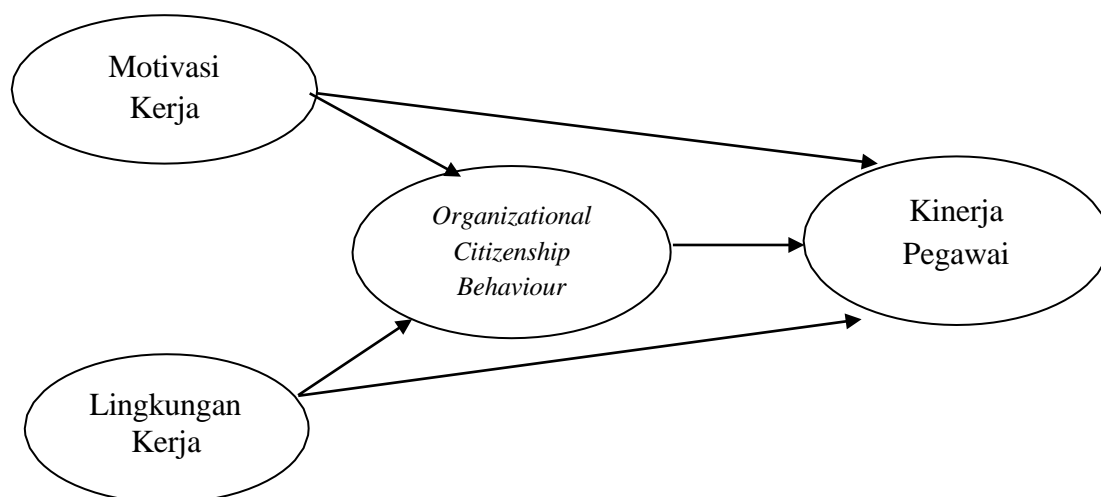 Motivasi
Kerja
Organizational
Citizenship
Behaviour
Kinerja
Pegawai
Lingkungan
Kerja